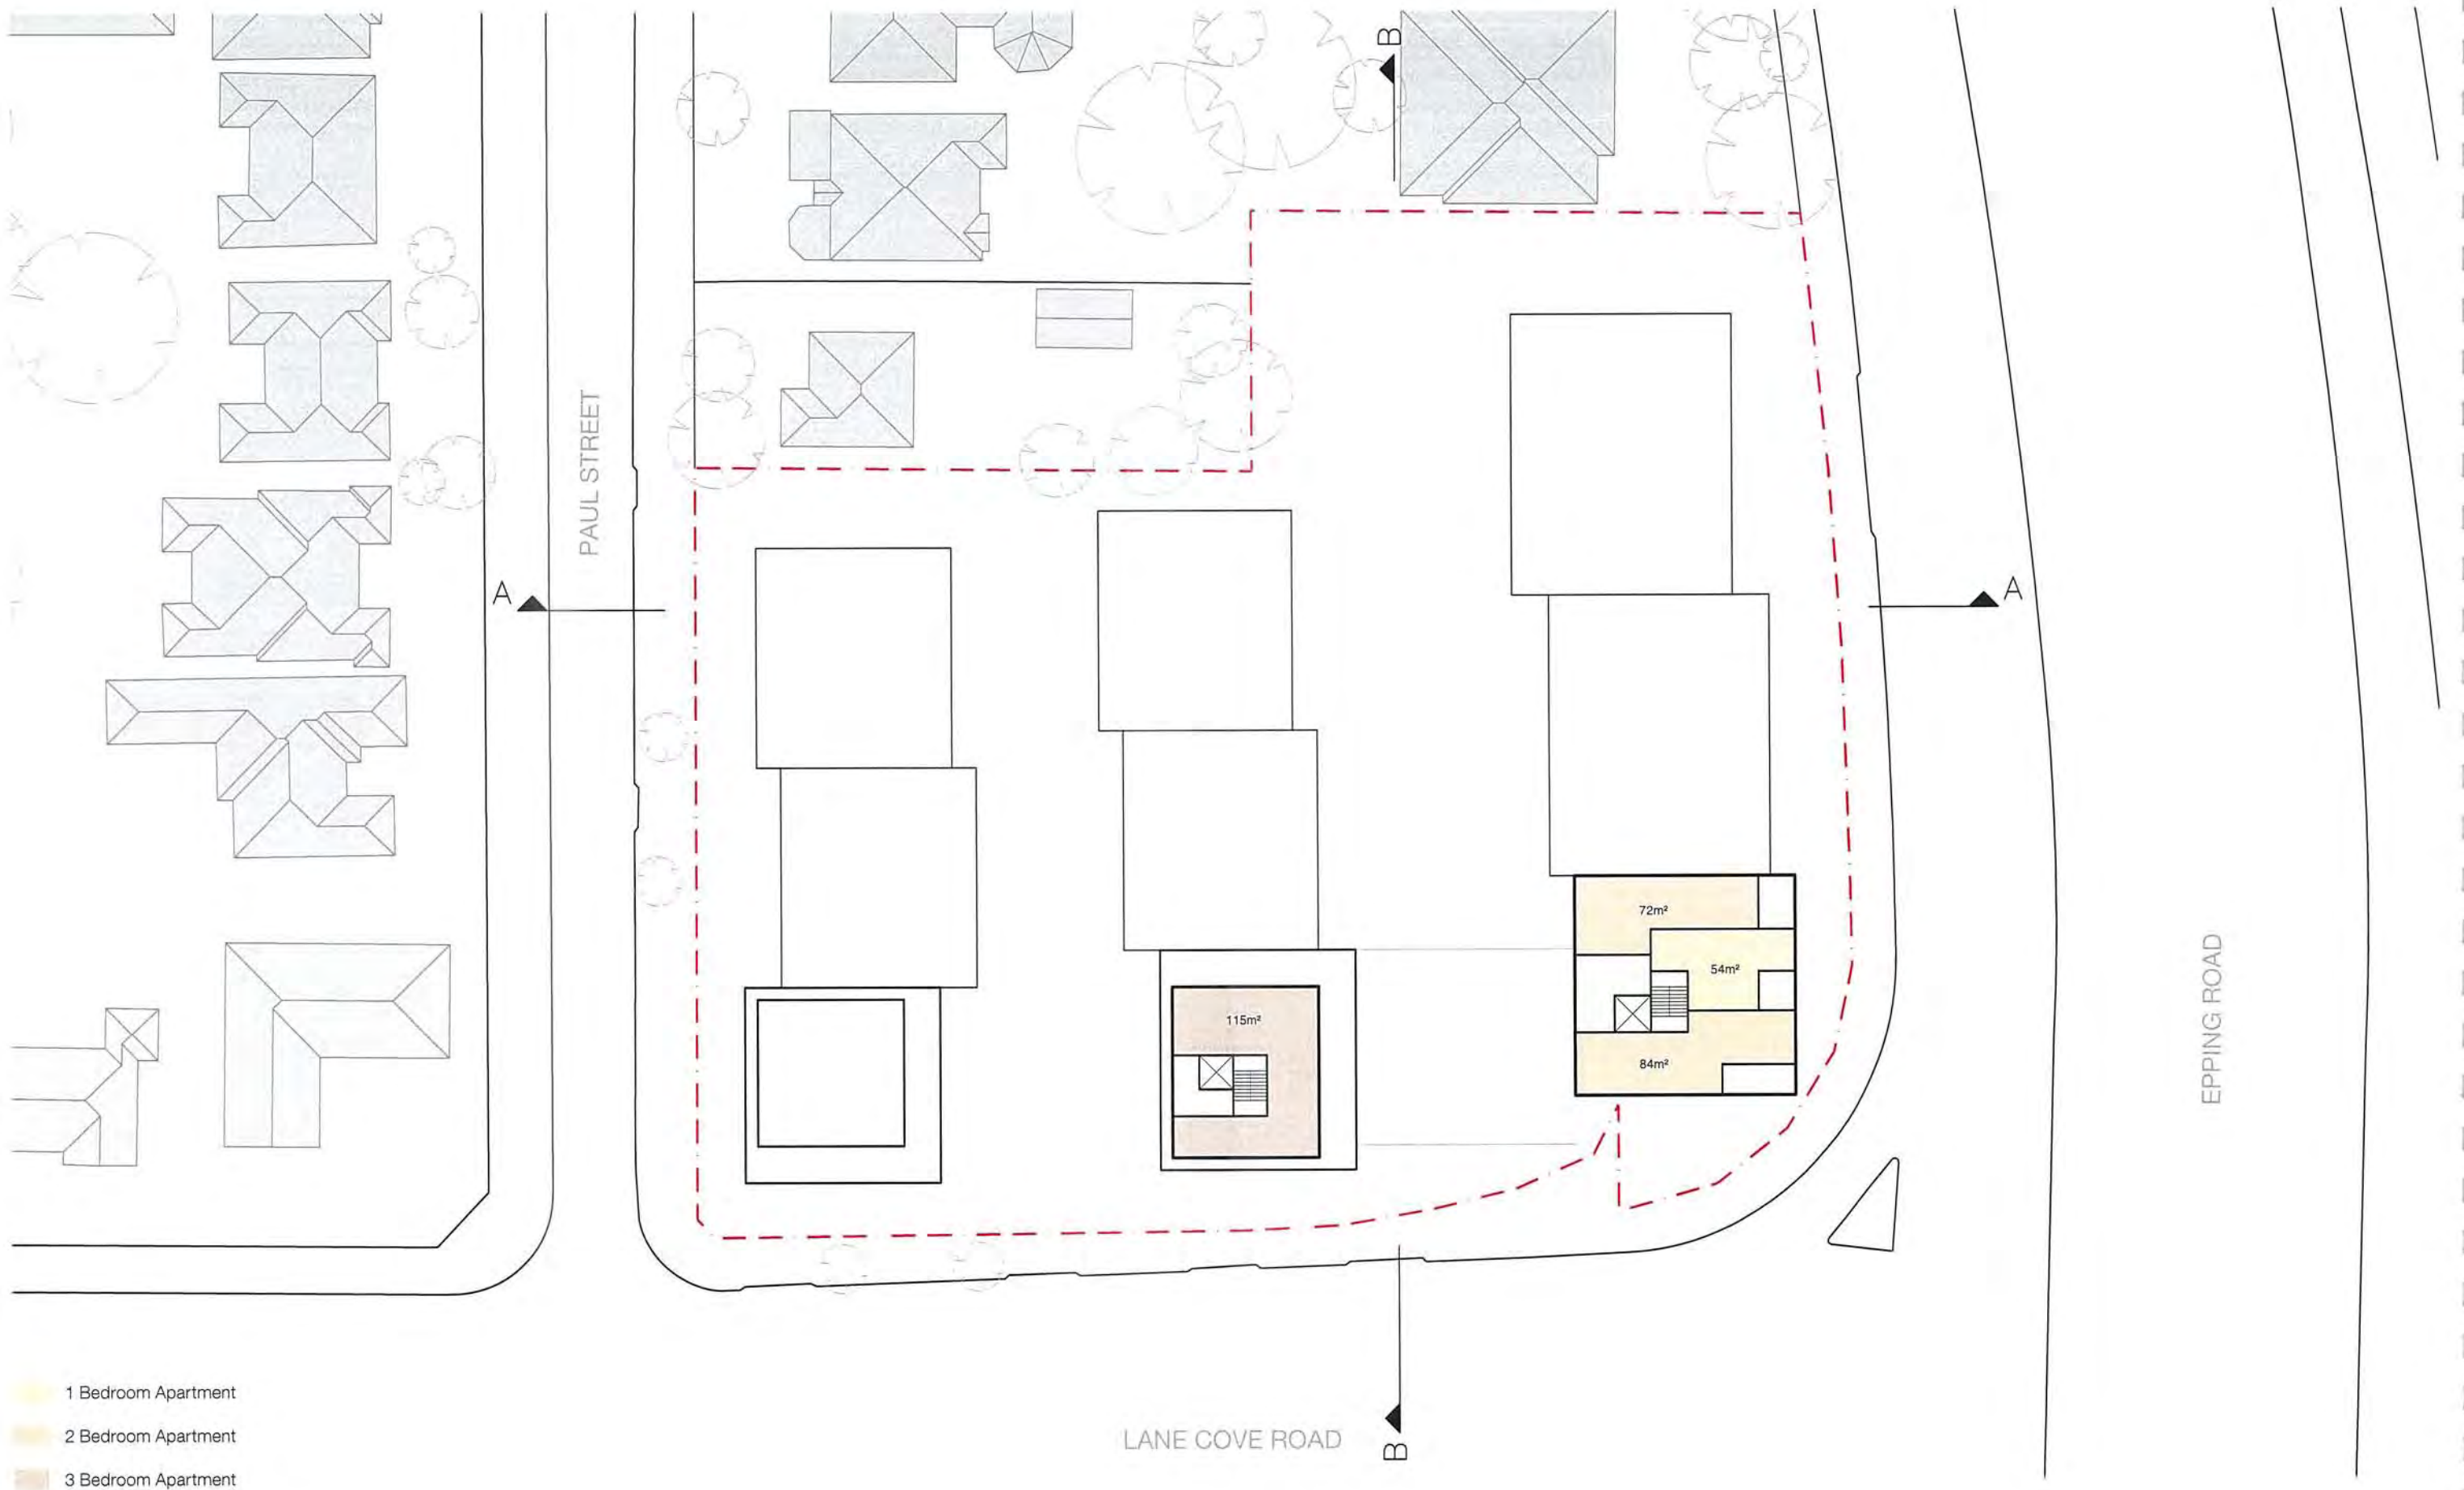 B
PAUL STREET
A
A
72m²
54m²
115m²
84m²
EPPING ROAD
1 Bedroom Apartment
2 Bedroom Apartment
3 Bedroom Apartment
LANE COVE ROAD
B